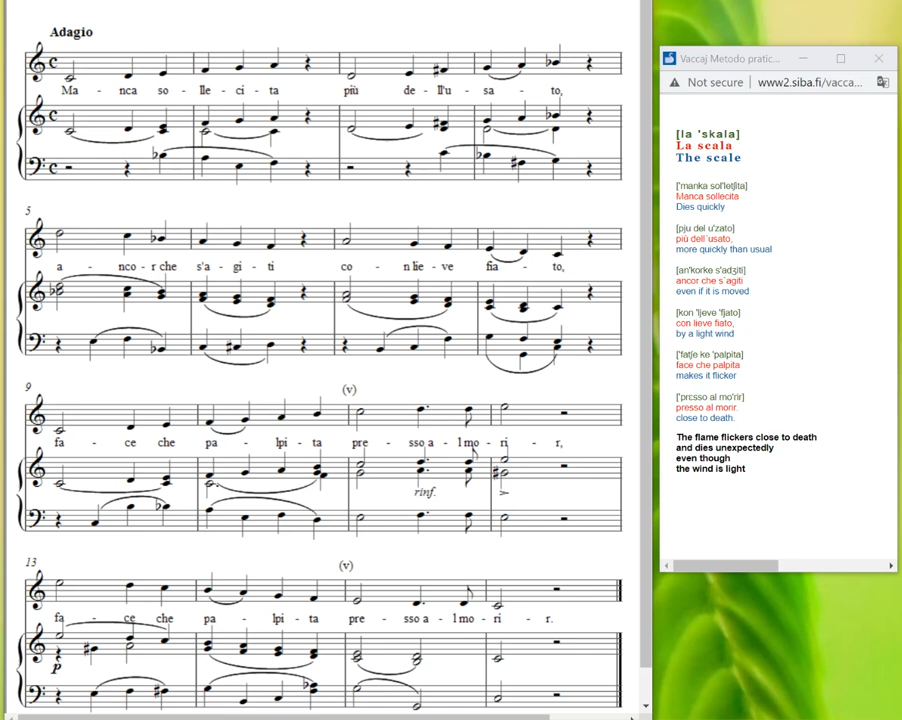 Adagio
Ma - nca so - lle - ci - ta più de - ll'u - sa - to,
5
a - nco - r che s'a - gi - ti co - n lie - ve fia - to,
9
(v)
fa - ce che pa - lpi - ta pre - sso a - l mo - ri - r,
rinf.
13
(v)
fa - ce che pa - lpi - ta pre - sso a - l mo - ri - r.
p
Vaccaj Metodo pratic...
Not secure | www2.siba.fi/vacca...
[la 'skala]
La scala
The scale
['manka sol'letʃita]
Manca sollecita
Dies quickly
[pju del u'zato]
più dell´usato,
more quickly than usual
[an'korke s'adʒiti]
ancor che s´agiti
even if it is moved
[kon 'ljeve 'fjato]
con lieve fiato,
by a light wind
['fatʃe ke 'palpita]
face che palpita
makes it flicker
['prɛsso al mo'rir]
presso al morir.
close to death.
The flame flickers close to death
and dies unexpectedly
even though
the wind is light